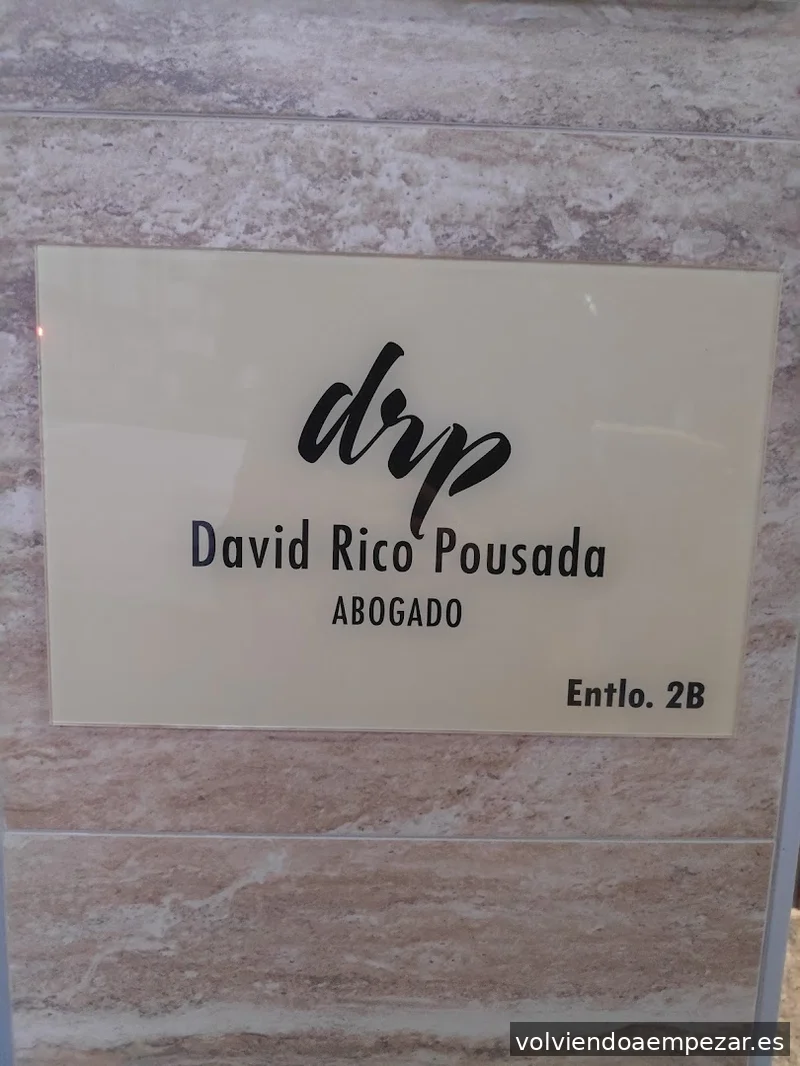 drp
David Rico Pousada
ABOGADO
Entlo. 2B
volviendoaempezar.es